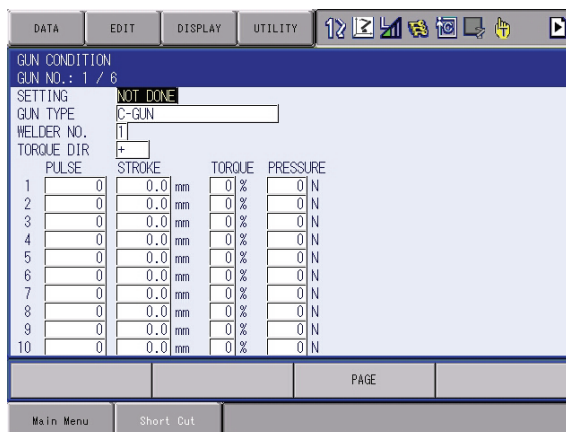 DATA EDIT DISPLAY UTILITY
GUN CONDITION
GUN NO.: 1 / 6
SETTING NOT DONE
GUN TYPE C-GUN
WELDER NO. 1
TORQUE DIR +
PULSE STROKE TORQUE PRESSURE
1 0 0.0 mm 0 % 0 N
2 0 0.0 mm 0 % 0 N
3 0 0.0 mm 0 % 0 N
4 0 0.0 mm 0 % 0 N
5 0 0.0 mm 0 % 0 N
6 0 0.0 mm 0 % 0 N
7 0 0.0 mm 0 % 0 N
8 0 0.0 mm 0 % 0 N
9 0 0.0 mm 0 % 0 N
10 0 0.0 mm 0 % 0 N
PAGE
Main Menu Short Cut